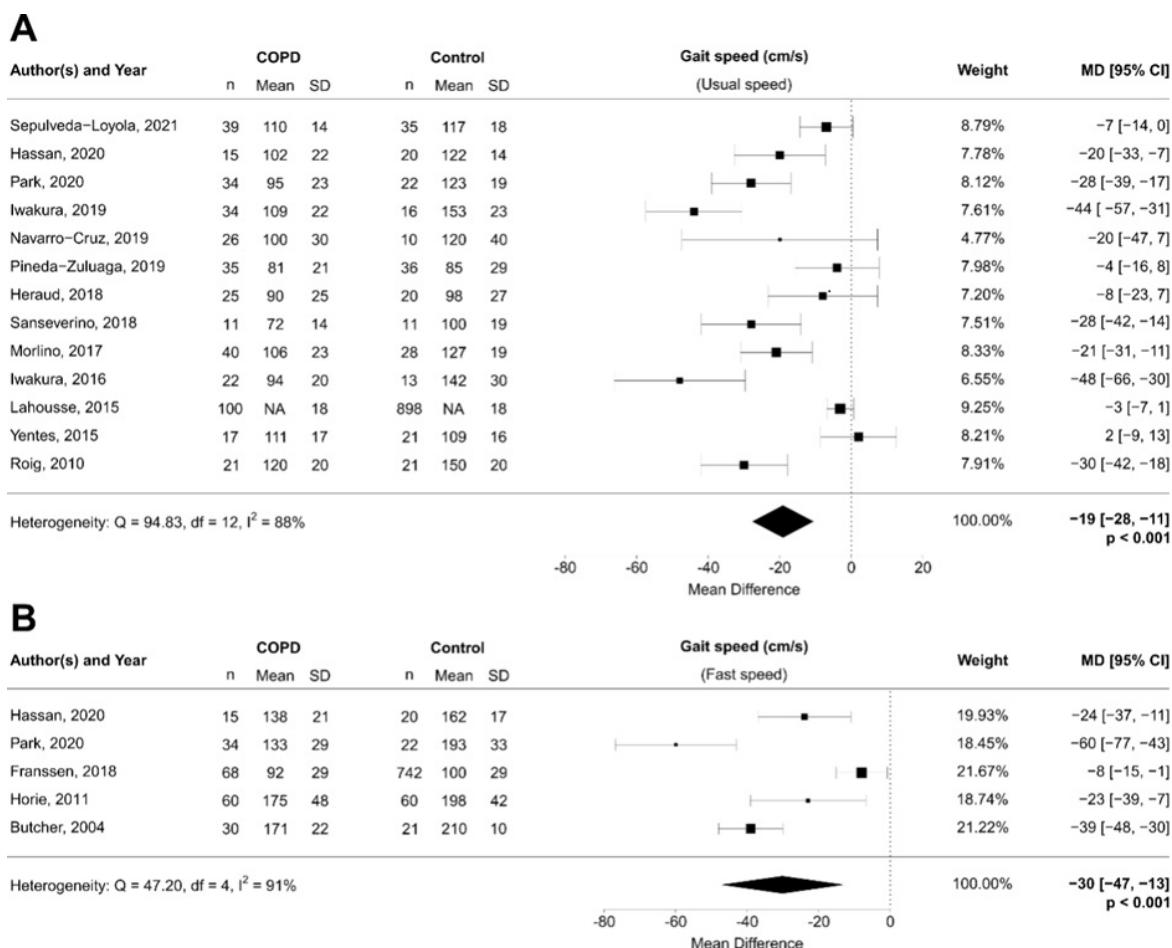 A
COPD Control Gait speed (cm/s)
Author(s) and Year Weight MD [95% CI]
n Mean SD n Mean SD (Usual speed)
Sepulveda−Loyola, 2021 39 110 14 35 117 18 8.79% −7 [−14, 0]
Hassan, 2020 15 102 22 20 122 14 7.78% −20 [−33, −7]
Park, 2020 34 95 23 22 123 19 8.12% −28 [−39, −17]
Iwakura, 2019 34 109 22 16 153 23 7.61% −44 [ −57, −31]
Navarro−Cruz, 2019 26 100 30 10 120 40 4.77% −20 [−47, 7]
Pineda−Zuluaga, 2019 35 81 21 36 85 29 7.98% −4 [−16, 8]
Heraud, 2018 25 90 25 20 98 27 7.20% −8 [−23, 7]
Sanseverino, 2018 11 72 14 11 100 19 7.51% −28 [−42, −14]
Morlino, 2017 40 106 23 28 127 19 8.33% −21 [−31, −11]
Iwakura, 2016 22 94 20 13 142 30 6.55% −48 [−66, −30]
Lahousse, 2015 100 NA 18 898 NA 18 9.25% −3 [−7, 1]
Yentes, 2015 17 111 17 21 109 16 8.21% 2 [−9, 13]
Roig, 2010 21 120 20 21 150 20 7.91% −30 [−42, −18]
Heterogeneity: Q = 94.83, df = 12, I² = 88% 100.00% −19 [−28, −11]
p < 0.001
-80 -60 -40 -20 0 20
Mean Difference
B
COPD Control Gait speed (cm/s)
Author(s) and Year Weight MD [95% CI]
n Mean SD n Mean SD (Fast speed)
Hassan, 2020 15 138 21 20 162 17 19.93% −24 [−37, −11]
Park, 2020 34 133 29 22 193 33 18.45% −60 [−77, −43]
Franssen, 2018 68 92 29 742 100 29 21.67% −8 [−15, −1]
Horie, 2011 60 175 48 60 198 42 18.74% −23 [−39, −7]
Butcher, 2004 30 171 22 21 210 10 21.22% −39 [−48, −30]
Heterogeneity: Q = 47.20, df = 4, I² = 91% 100.00% −30 [−47, −13]
p < 0.001
-80 -60 -40 -20 0
Mean Difference